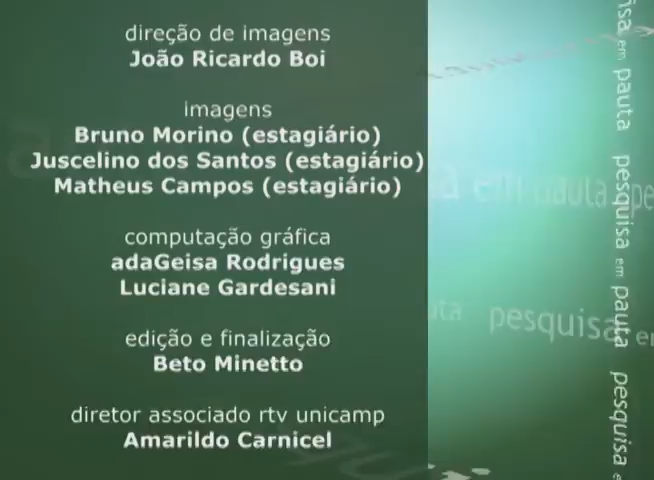 direção de imagens
João Ricardo Boi
imagens
Bruno Morino (estagiário)
Juscelino dos Santos (estagiário)
Matheus Campos (estagiário)
computação gráfica
adaGeisa Rodrigues
Luciane Gardesani
edição e finalização
Beto Minetto
diretor associado rtv unicamp
Amarildo Carnicel
em pauta
pesquisa
em pauta pesquisa